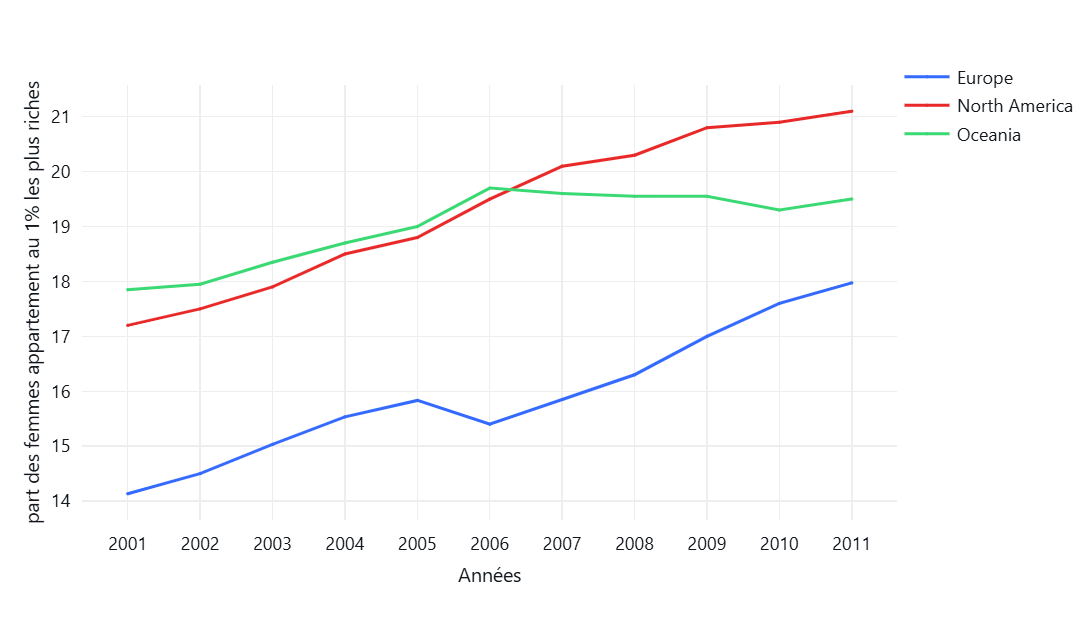 Europe
North America
Oceania
part des femmes appartement au 1% les plus riches
21
20
19
18
17
16
15
14
2001 2002 2003 2004 2005 2006 2007 2008 2009 2010 2011
Années